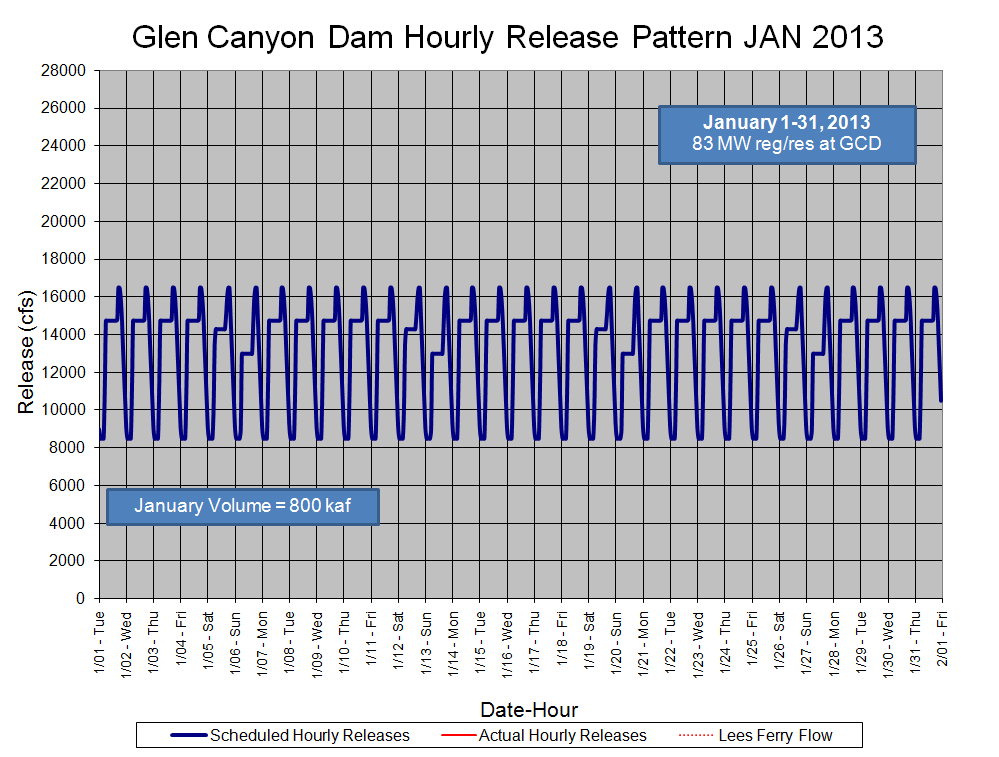 Glen Canyon Dam Hourly Release Pattern JAN 2013
28000
26000
24000
22000
20000
18000
16000
14000
12000
10000
8000
6000
4000
2000
0
Release (cfs)
January 1-31, 2013
83 MW reg/res at GCD
January Volume = 800 kaf
1/01 - Tue
1/02 - Wed
1/03 - Thu
1/04 - Fri
1/05 - Sat
1/06 - Sun
1/07 - Mon
1/08 - Tue
1/09 - Wed
1/10 - Thu
1/11 - Fri
1/12 - Sat
1/13 - Sun
1/14 - Mon
1/15 - Tue
1/16 - Wed
1/17 - Thu
1/18 - Fri
1/19 - Sat
1/20 - Sun
1/21 - Mon
1/22 - Tue
1/23 - Wed
1/24 - Thu
1/25 - Fri
1/26 - Sat
1/27 - Sun
1/28 - Mon
1/29 - Tue
1/30 - Wed
1/31 - Thu
2/01 - Fri
Date-Hour
Scheduled Hourly Releases
Actual Hourly Releases
Lees Ferry Flow